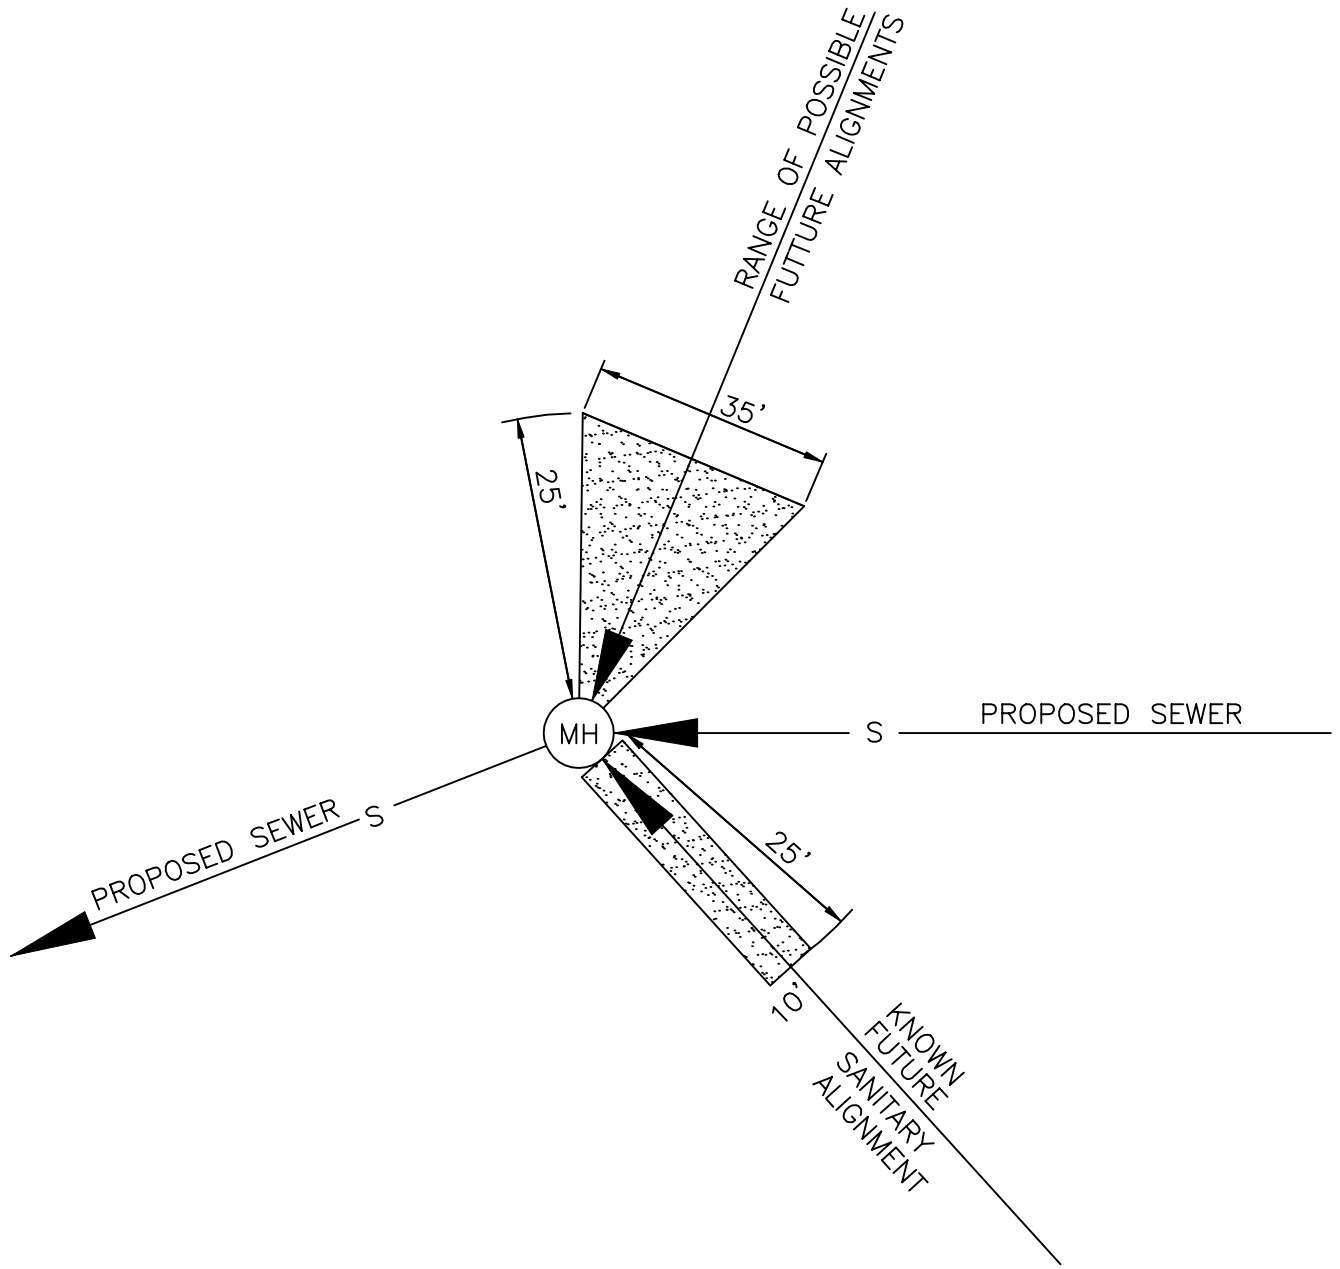 RANGE OF POSSIBLE
FUTTURE ALIGNMENTS
35'
25'
PROPOSED SEWER
S
MH
S
PROPOSED SEWER
25'
10'
KNOWN
FUTURE
SANITARY
ALIGNMENT